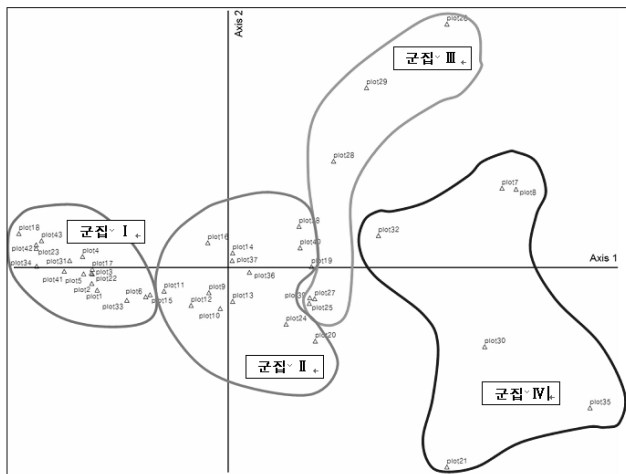 Axis 2
plot26
군집 Ⅲ
plot29
plot28
plot7
plot8
plot18
plot43
군집 Ⅰ
plot38
plot32
plot42
plot23
plot4
plot16
plot14
plot40
plot34
plot31
plot17
plot37
plot19
Axis 1
plot41
plot5
plot3
plot36
plot22
plot2
plot1
plot6
plot11
plot9
plot39
plot27
plot33
plot15
plot12
plot13
plot25
plot10
plot24
plot20
plot30
군집 Ⅱ
군집 Ⅳ
plot35
plot21